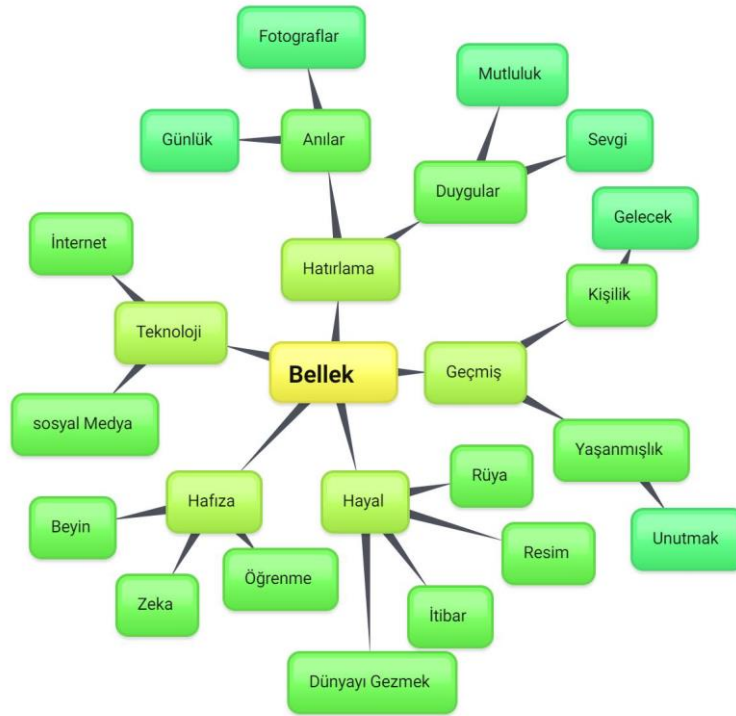 Fotograflar
Mutluluk
Günlük
Anılar
Sevgi
Duygular
Gelecek
İnternet
Hatırlama
Kişilik
Teknoloji
Bellek
Geçmiş
sosyal Medya
Yaşanmışlık
Rüya
Hafıza
Hayal
Beyin
Unutmak
Resim
Öğrenme
Zeka
İtibar
Dünyayı Gezmek